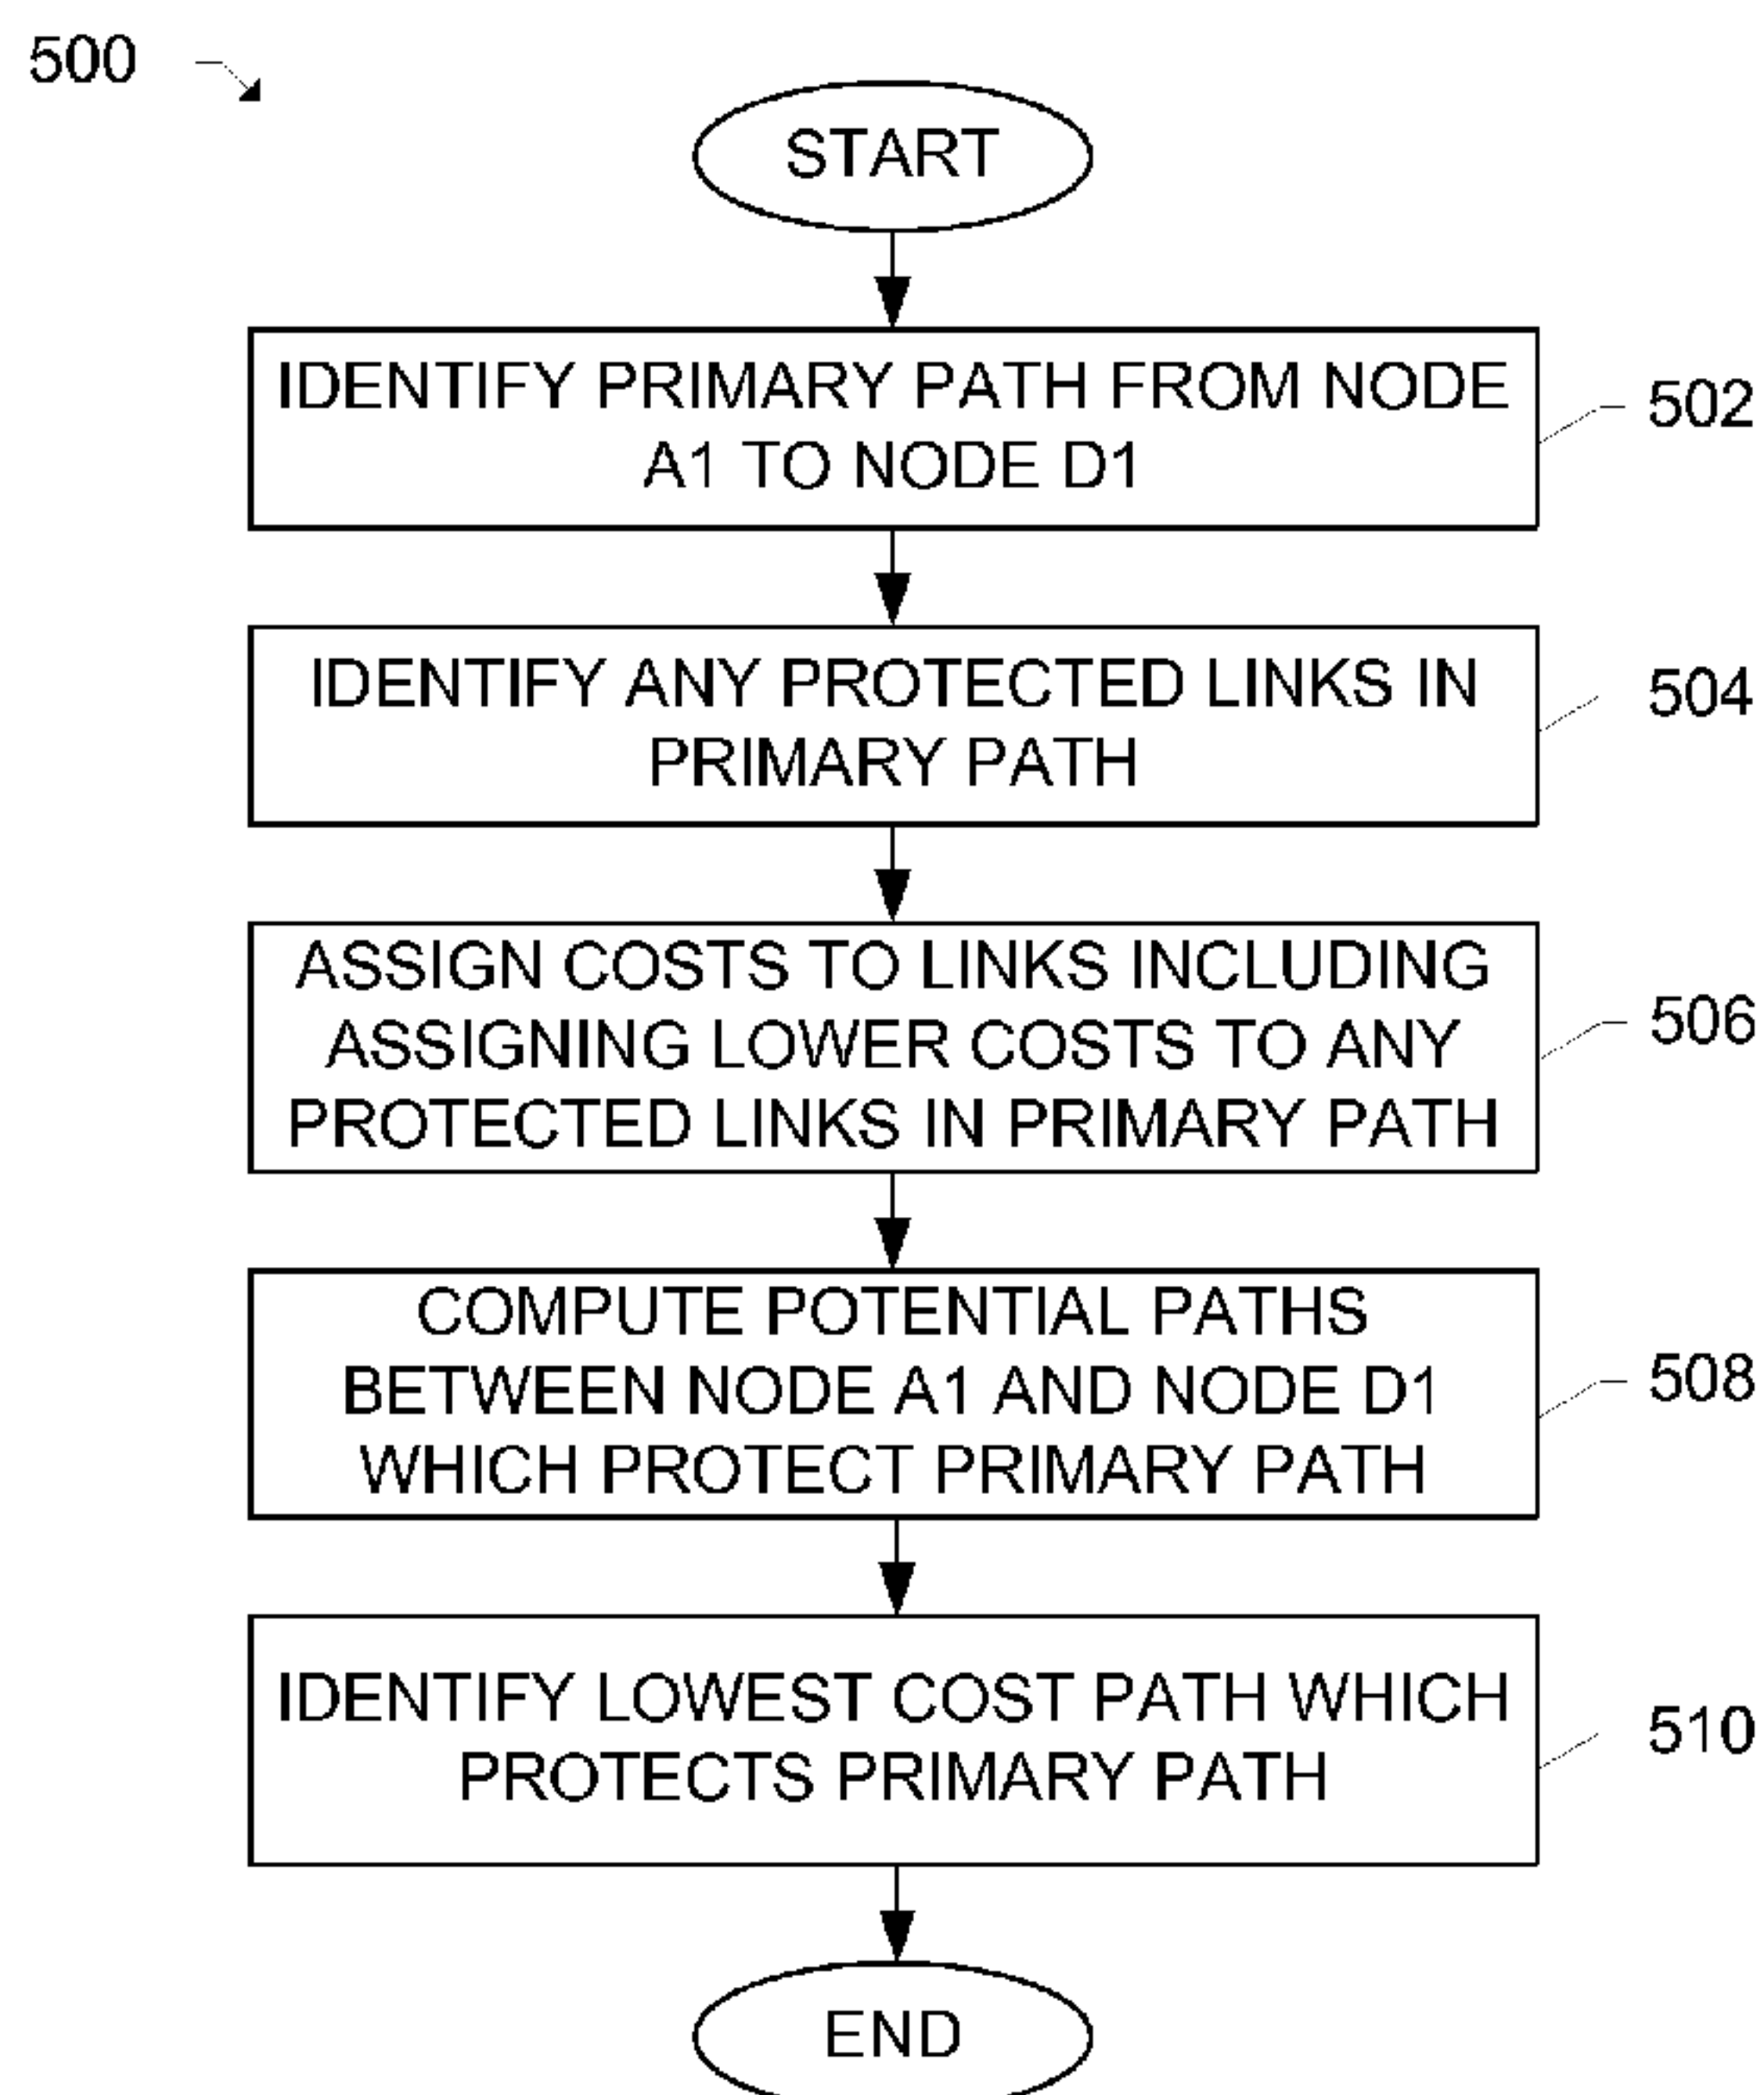 500
START
IDENTIFY PRIMARY PATH FROM NODE
A1 TO NODE D1
502
IDENTIFY ANY PROTECTED LINKS IN
PRIMARY PATH
504
ASSIGN COSTS TO LINKS INCLUDING
ASSIGNING LOWER COSTS TO ANY
PROTECTED LINKS IN PRIMARY PATH
506
COMPUTE POTENTIAL PATHS
BETWEEN NODE A1 AND NODE D1
WHICH PROTECT PRIMARY PATH
508
IDENTIFY LOWEST COST PATH WHICH
PROTECTS PRIMARY PATH
510
END